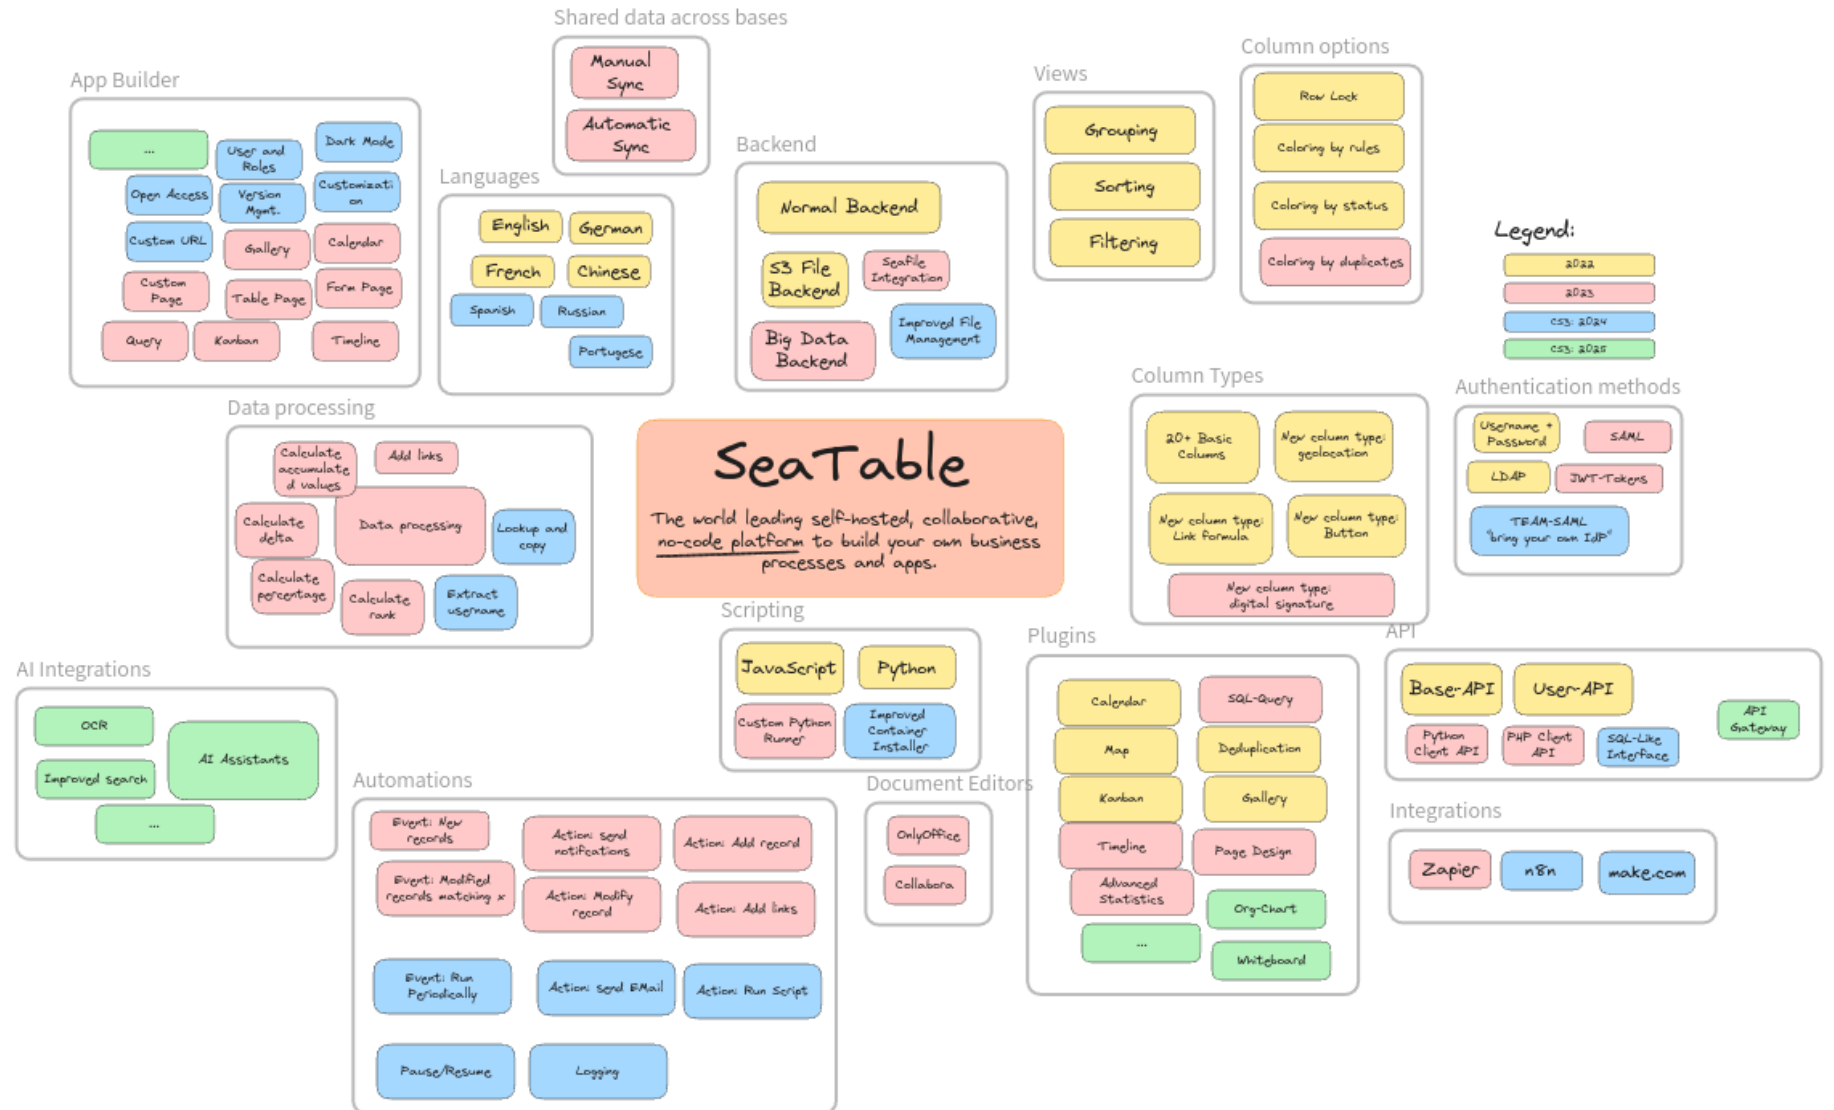 Shared data across bases
Manual
Sync
Automatic
Sync
App Builder
...
User and
Roles
Dark Mode
Open Access
Version
Mgmt.
Customizati
on
Custom URL
Gallery
Calendar
Custom
Page
Table Page
Form Page
Query
Kanban
Timeline
Languages
English
German
French
Chinese
Spanish
Russian
Portugese
Backend
Normal Backend
S3 File
Backend
Seafile
Integration
Big Data
Backend
Improved File
Management
Views
Grouping
Sorting
Filtering
Column options
Row Lock
Coloring by rules
Coloring by status
Coloring by duplicates
Legend:
2022
2023
CS3: 2024
CS3: 2025
Data processing
Calculate
accumulate
d values
Add links
Calculate
delta
Data processing
Lookup and
copy
Calculate
percentage
Calculate
rank
Extract
username
SeaTable
The world leading self-hosted, collaborative,
no-code platform to build your own business
processes and apps.
Column Types
20+ Basic
Columns
New column type:
geolocation
New column type:
Link formula
New column type:
Button
New column type:
digital signature
Authentication methods
Username +
Password
SAML
LDAP
JWT-Tokens
TEAM-SAML
"bring your own IdP"
AI Integrations
OCR
AI Assistants
Improved search
...
Scripting
JavaScript
Python
Custom Python
Runner
Improved
Container
Installer
Plugins
Calendar
SQL-Query
Map
Deduplication
Kanban
Gallery
Timeline
Page Design
Advanced
Statistics
Org-Chart
...
Whiteboard
API
Base-API
User-API
API
Gateway
Python
Client API
PHP Client
API
SQL-Like
Interface
Automations
Event: New
records
Action: send
notifcations
Action: Add record
Event: Modified
records matching x
Action: Modify
record
Action: Add links
Event: Run
Periodically
Action: send EMail
Action: Run Script
Pause/Resume
Logging
Document Editors
OnlyOffice
Collabora
Integrations
Zapier
n8n
make.com